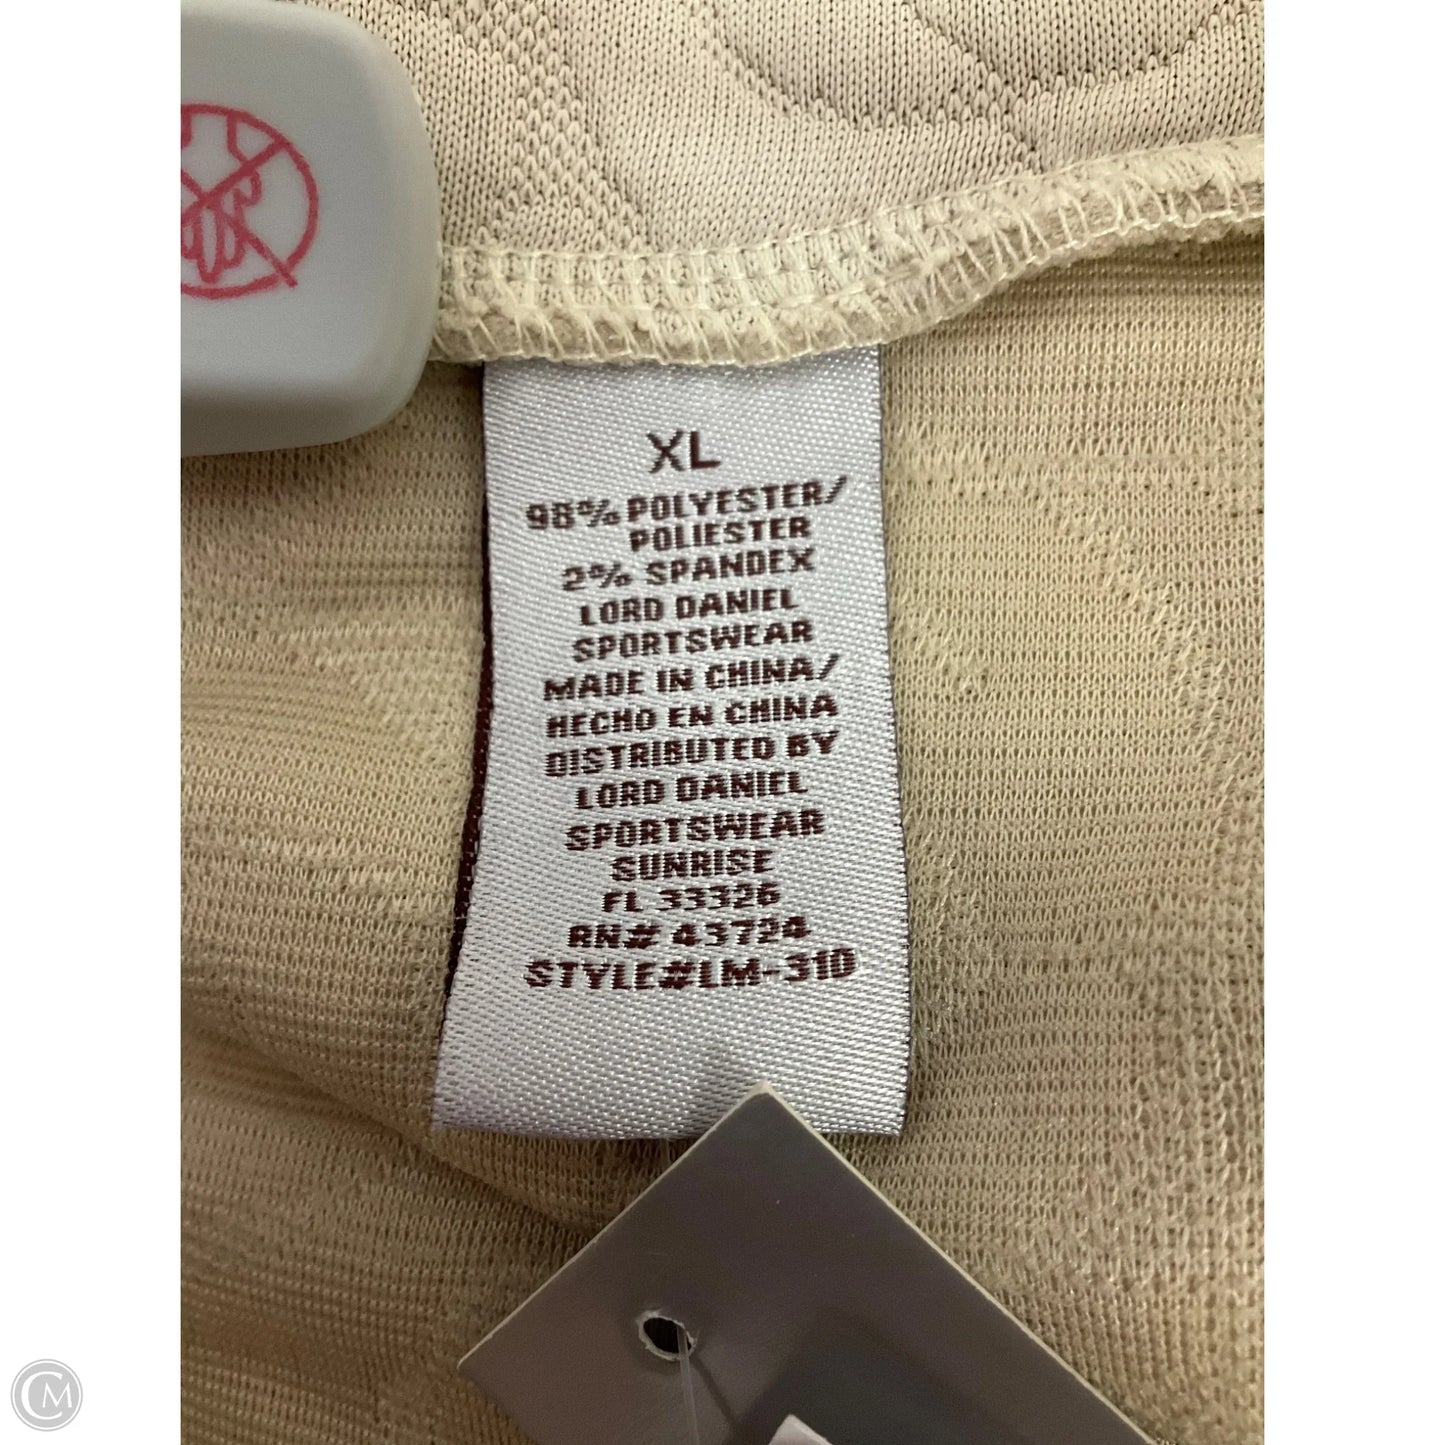 XL
98% POLYESTER/
POLIESTER
2% SPANDEX
LORD DANIEL
SPORTSWEAR
MADE IN CHINA/
HECHO EN CHINA
DISTRIBUTED BY
LORD DANIEL
SPORTSWEAR
SUNRISE
FL 33326
RN# 43724
STYLE#LM-310
CM